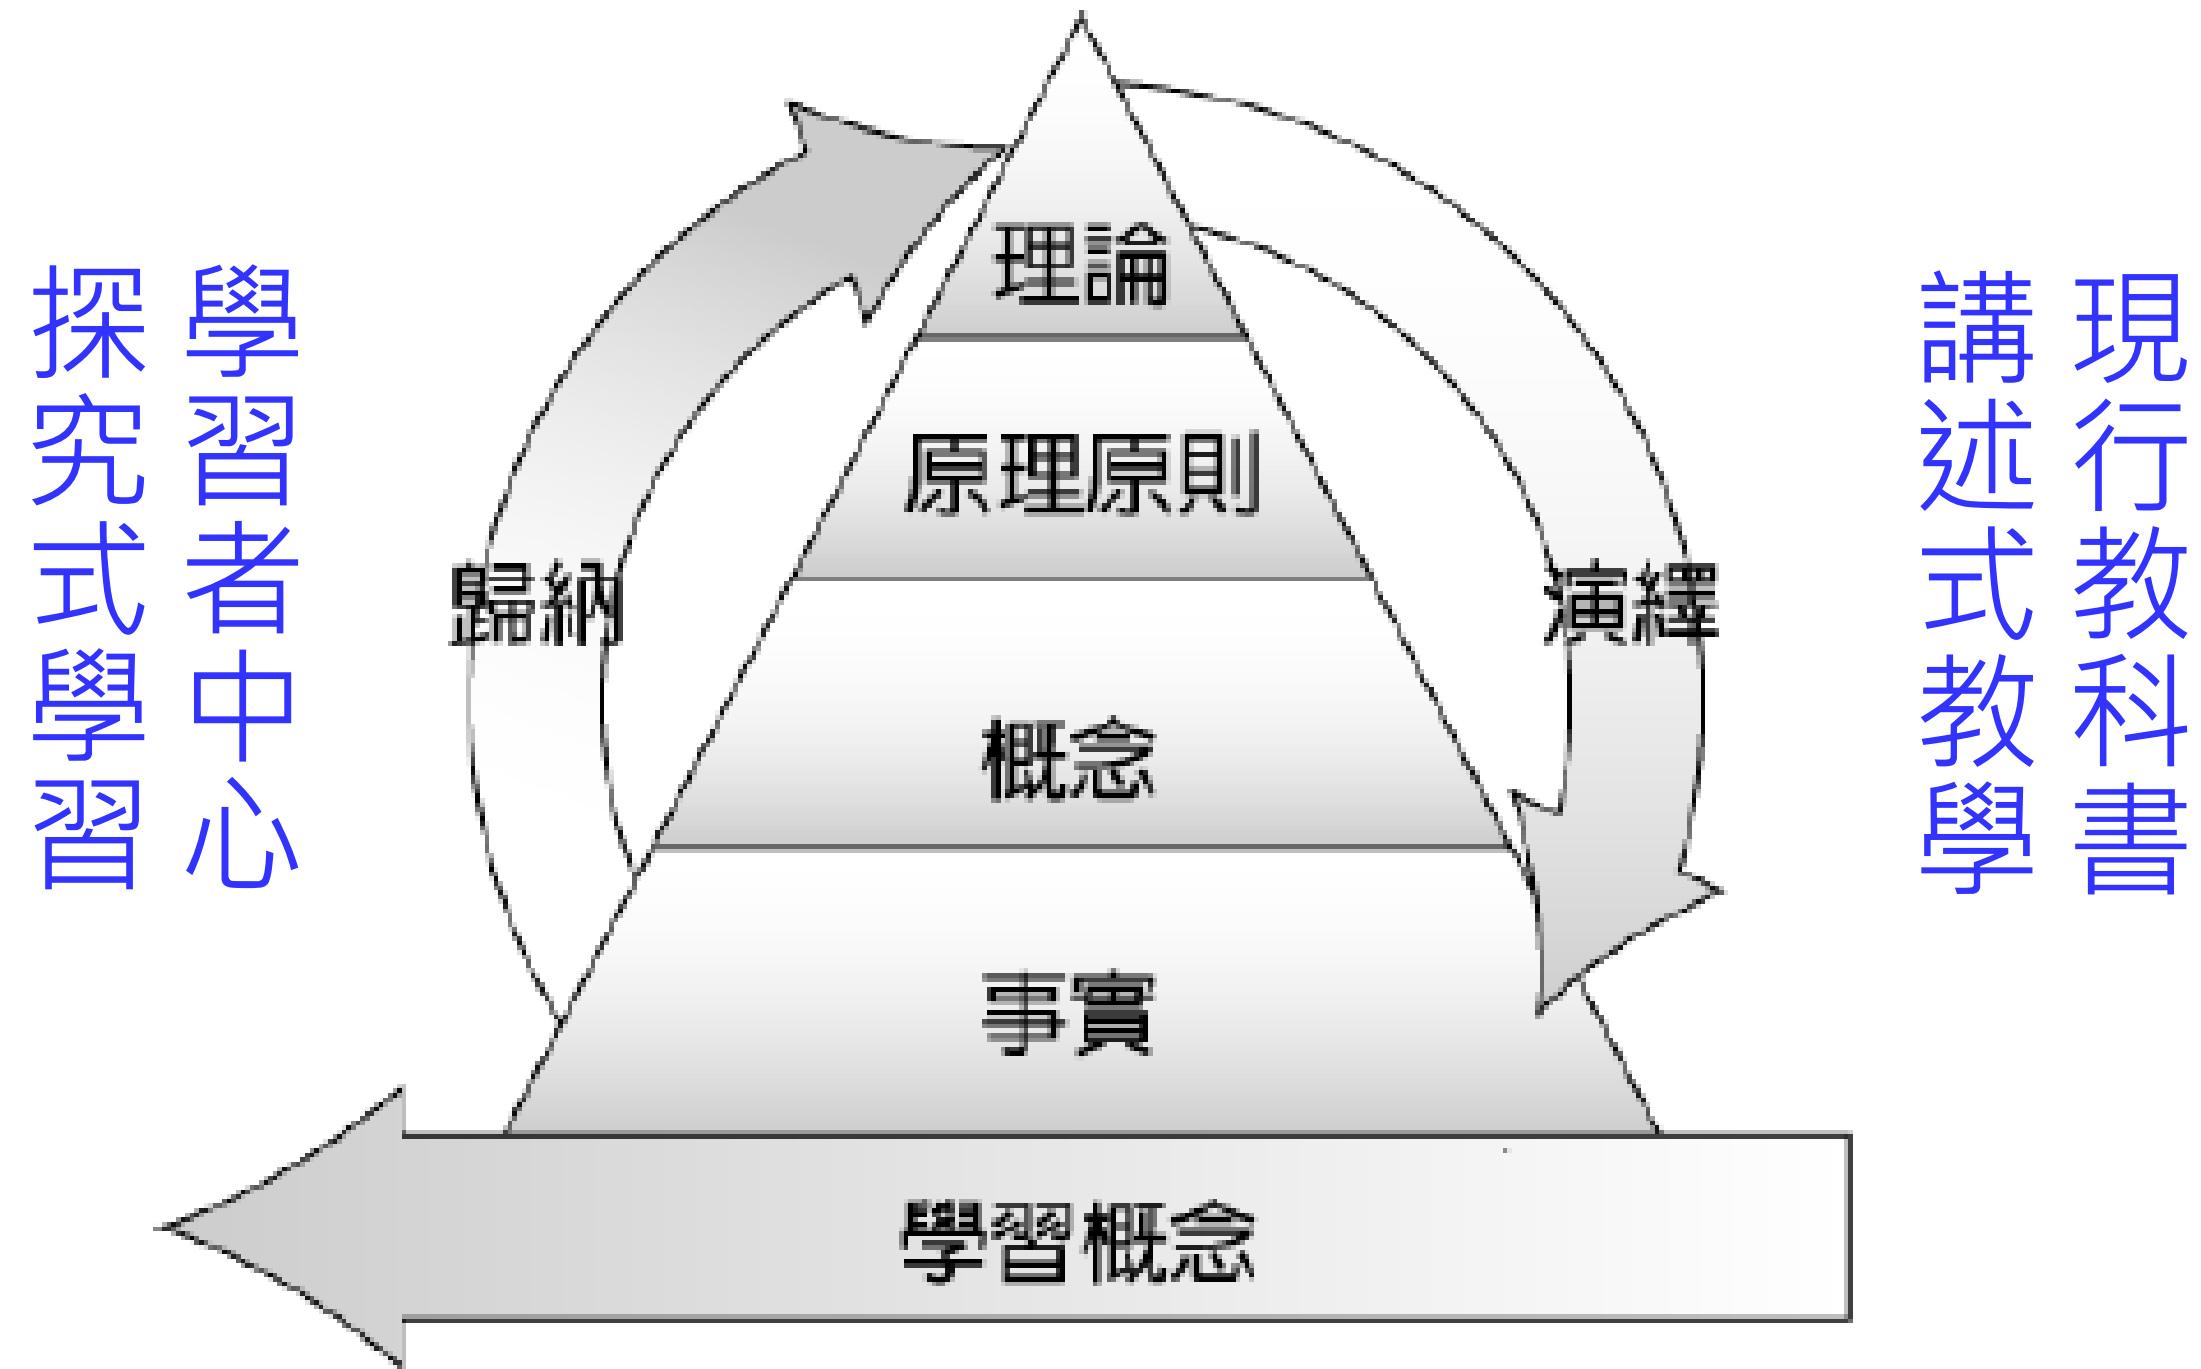 學習者中心
探究式學習
理論
原理原則
歸納
演繹
概念
事實
學習概念
現行教科書
講述式教學